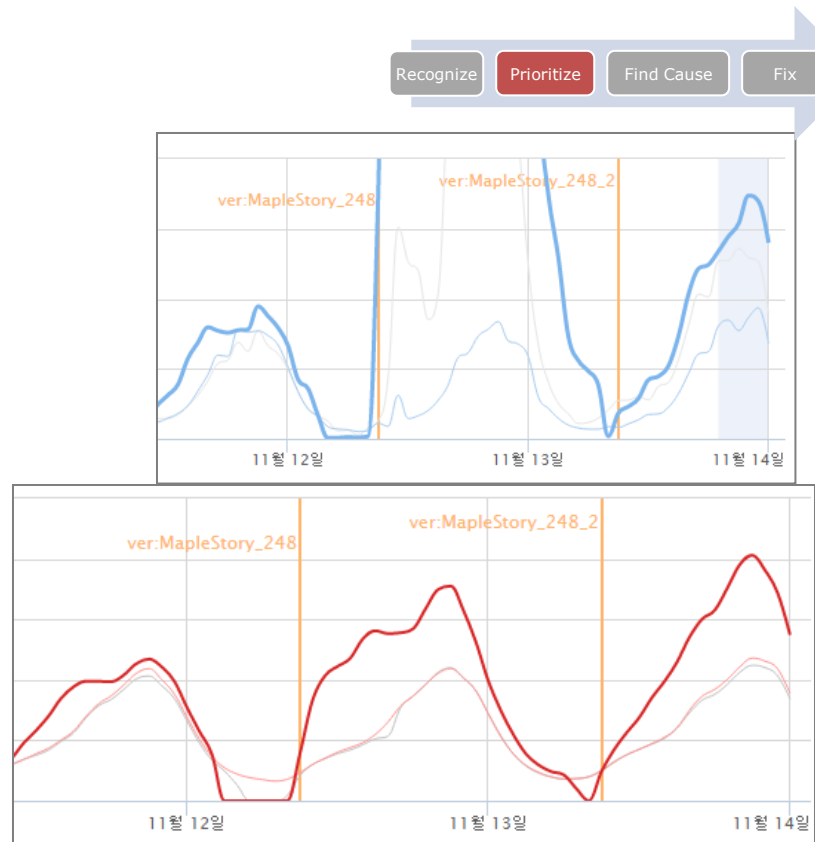 Recognize
Prioritize
Find Cause
Fix
ver:MapleStory_248
ver:MapleStory_248_2
11월 12일
11월 13일
11월 14일
ver:MapleStory_248
ver:MapleStory_248_2
11월 12일
11월 13일
11월 14일